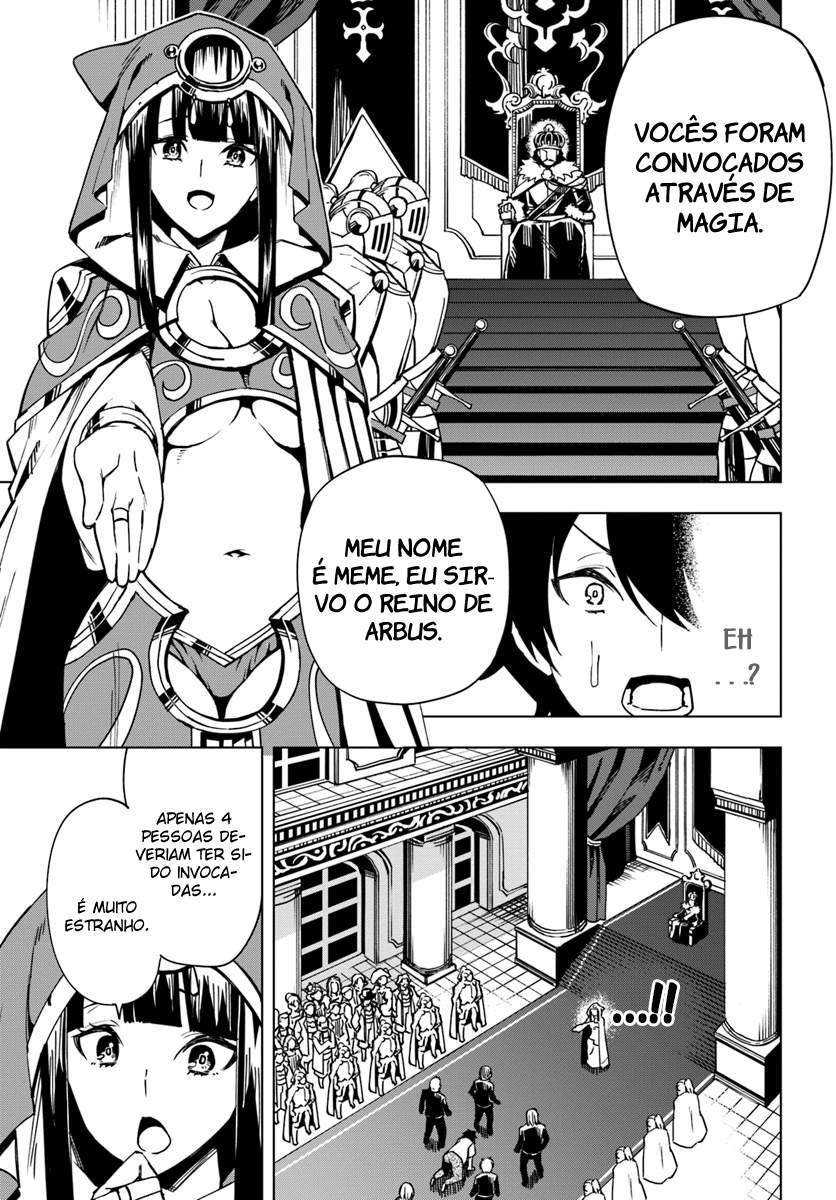 VOCÊS FORAM
CONVOCADOS
ATRAVÉS DE
MAGIA.
MEU NOME
É MEME, EU SIR-
VO O REINO DE
ARBUS.
EH
...?
APENAS 4
PESSOAS DE-
VERIAM TER SI-
DO INVOCA-
DAS...
É MUITO
ESTRANHO.
...!!